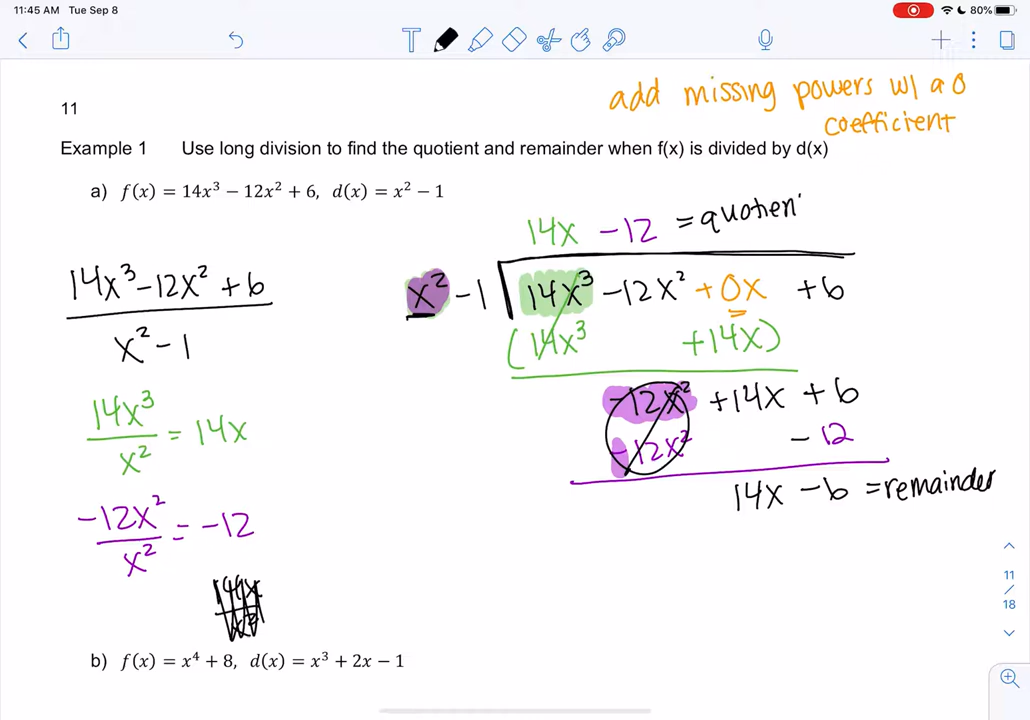 11:45 AM Tue Sep 8
80%
T
add missing powers w/ a 0
coefficient
11
Example 1 Use long division to find the quotient and remainder when f(x) is divided by d(x)
a) f(x) = 14x³ − 12x² + 6, d(x) = x² − 1
14x −12 = quotien
14x³ −12x² + 6
x² − 1
x² −1 14x³ −12x² + 0x + 6
(14x³ +14x)
−12x² +14x + 6
−12x² − 12
14x − 6 = remainder
14x³
x²
= 14x
−12x²
x²
= −12
b) f(x) = x⁴ + 8, d(x) = x³ + 2x − 1
11
/
18